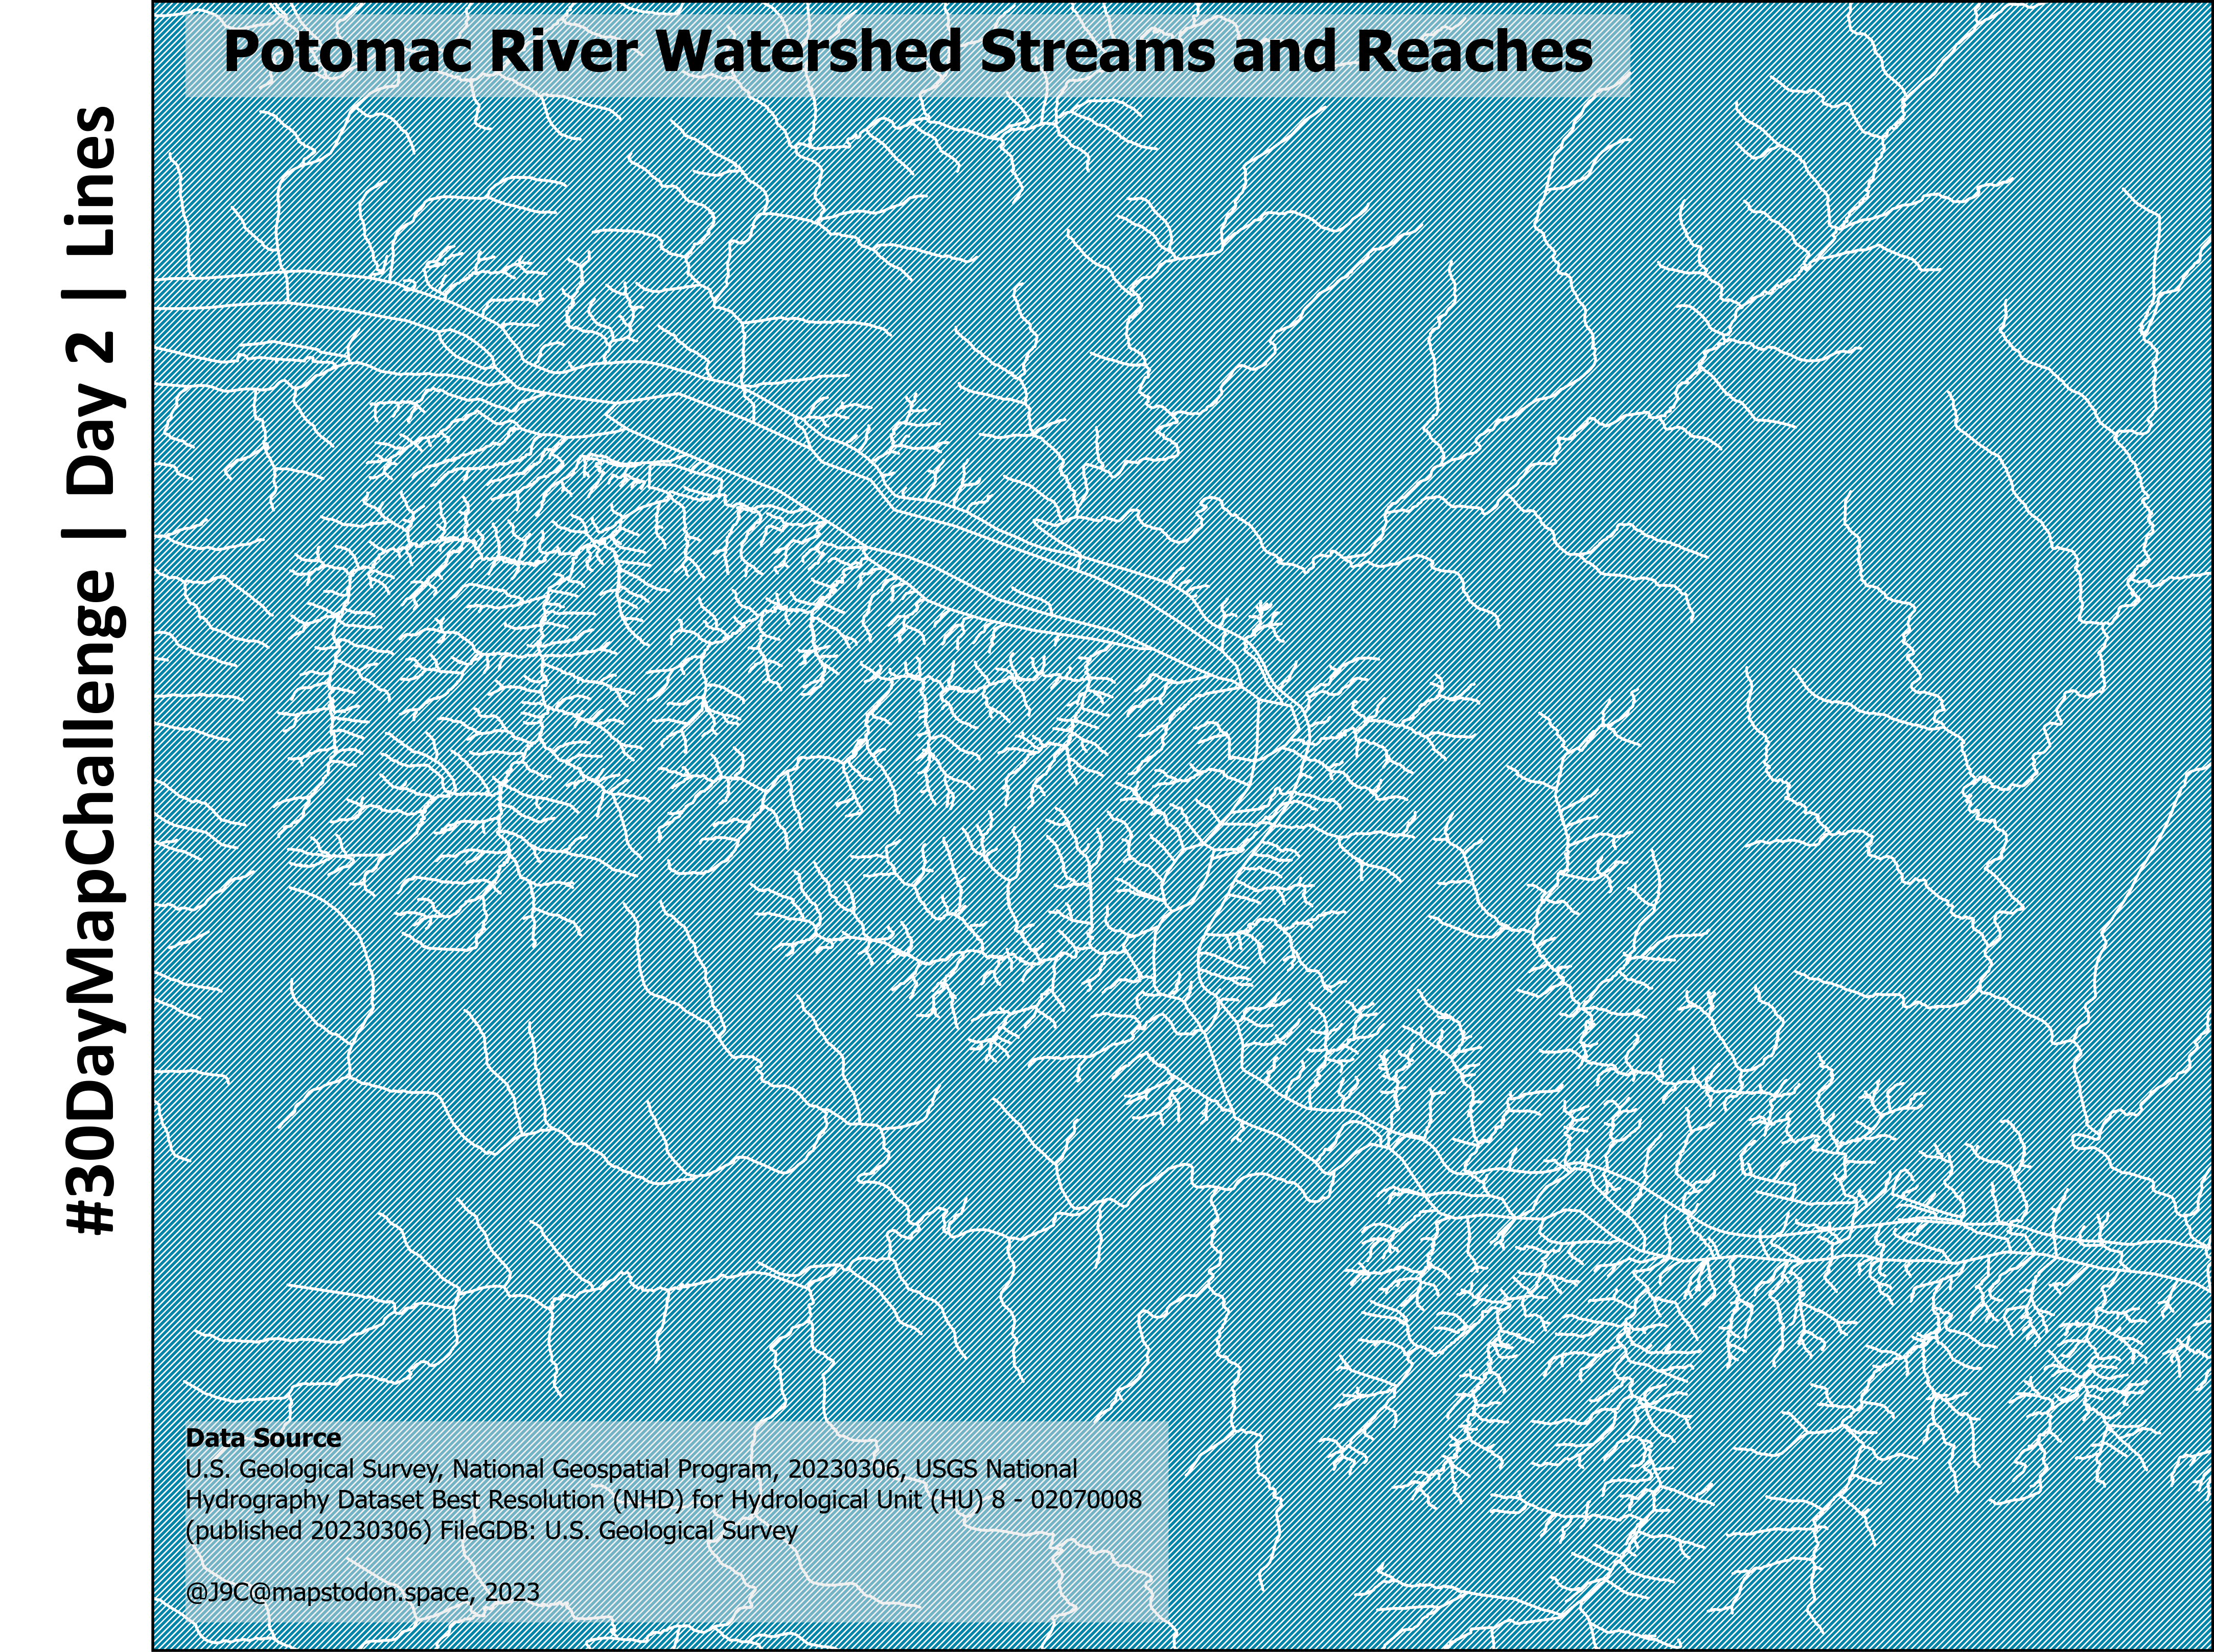 Potomac River Watershed Streams and Reaches
#30DayMapChallenge | Day 2 | Lines
Data Source
U.S. Geological Survey, National Geospatial Program, 20230306, USGS National
Hydrography Dataset Best Resolution (NHD) for Hydrological Unit (HU) 8 - 02070008
(published 20230306) FileGDB: U.S. Geological Survey
@J9C@mapstodon.space, 2023